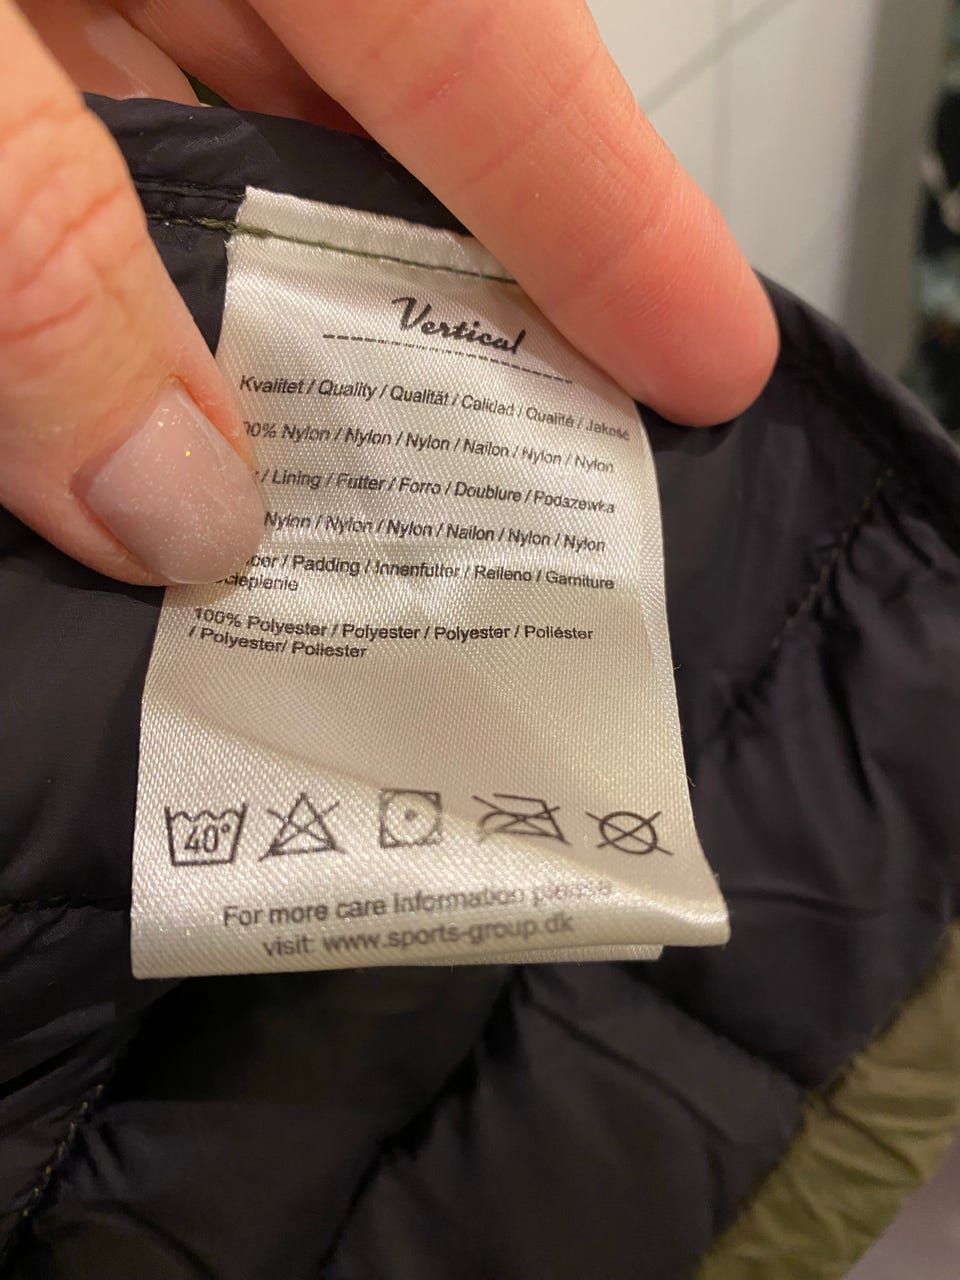 Vertical
Kvalitet / Quality / Qualität / Calidad / Qualité / Jakość
00% Nylon / Nylon / Nylon / Nailon / Nylon / Nylon
/ Lining / Futter / Forro / Doublure / Podszewka
Nylon / Nylon / Nylon / Nailon / Nylon / Nylon
/ Padding / Innenfutter / Relleno / Garniture
100% Polyester / Polyester / Polyester / Poliéster
/ Polyester/ Poliester
40°
For more care information please
visit: www.sports-group.dk